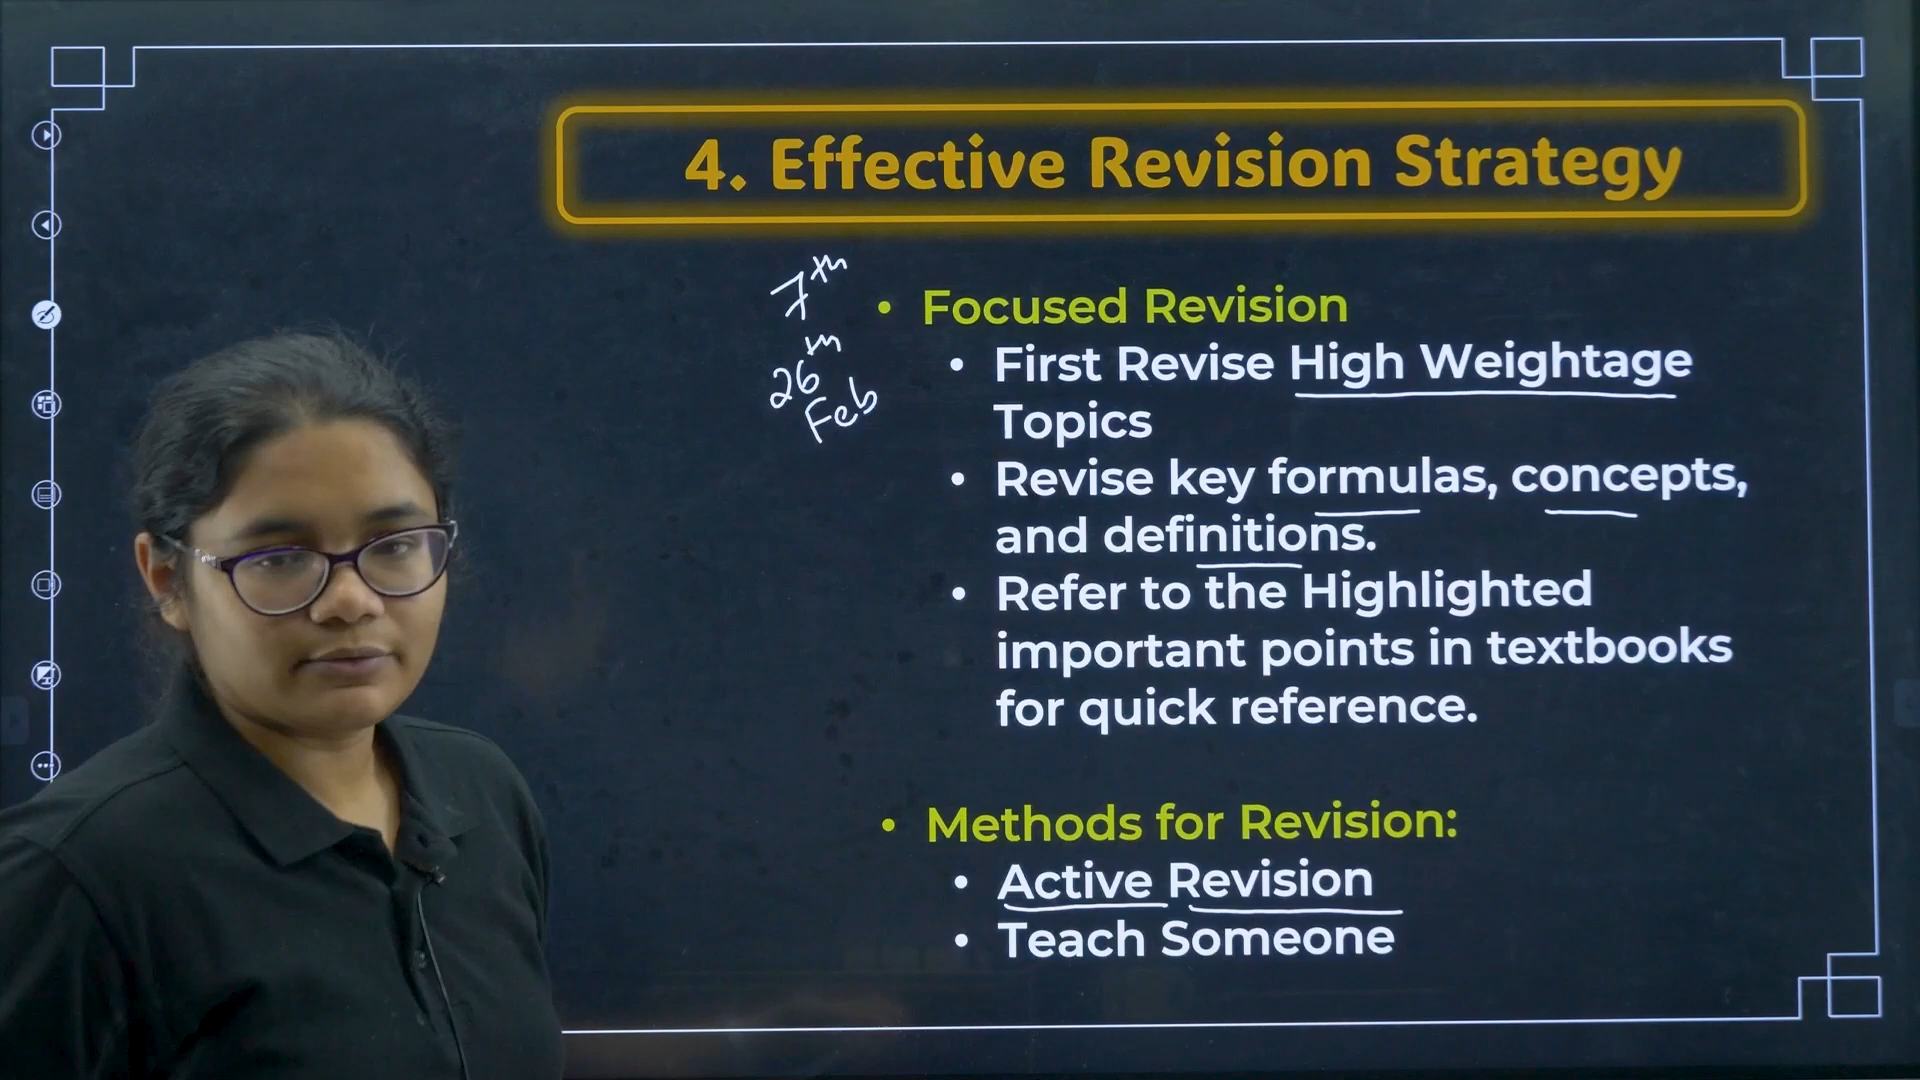 4. Effective Revision Strategy
7th
26th
Feb
• Focused Revision
• First Revise High Weightage
Topics
• Revise key formulas, concepts,
and definitions.
• Refer to the Highlighted
important points in textbooks
for quick reference.
• Methods for Revision:
• Active Revision
• Teach Someone